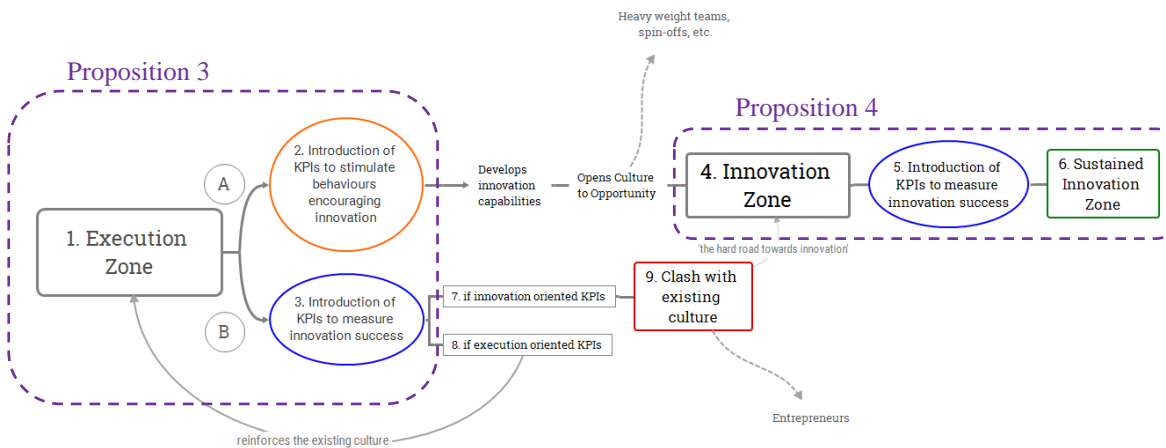 Heavy weight teams,
spin-offs, etc.
Proposition 3
Proposition 4
A
2. Introduction of
KPIs to stimulate
behaviours
encouraging
innovation
Develops
innovation
capabilities
Opens Culture
to Opportunity
4. Innovation
Zone
5. Introduction of
KPIs to measure
innovation success
6. Sustained
Innovation
Zone
1. Execution
Zone
'the hard road towards innovation'
B
3. Introduction of
KPIs to measure
innovation success
7. if innovation oriented KPIs
8. if execution oriented KPIs
9. Clash with
existing
culture
Entrepreneurs
reinforces the existing culture